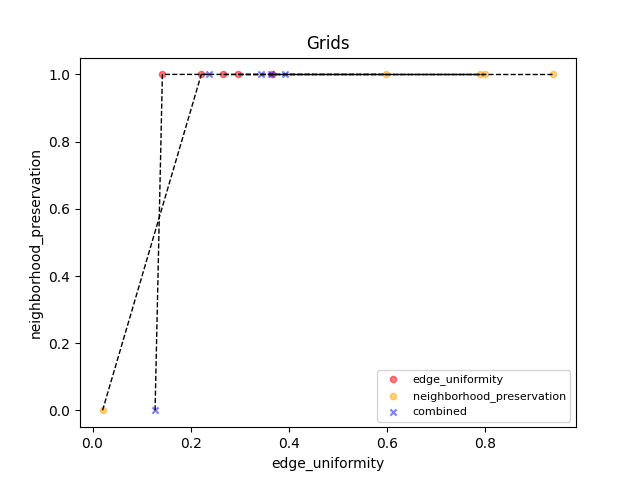 Grids
neighborhood_preservation
1.0
0.8
0.6
0.4
0.2
0.0
edge_uniformity
neighborhood_preservation
combined
0.0
0.2
0.4
0.6
0.8
edge_uniformity